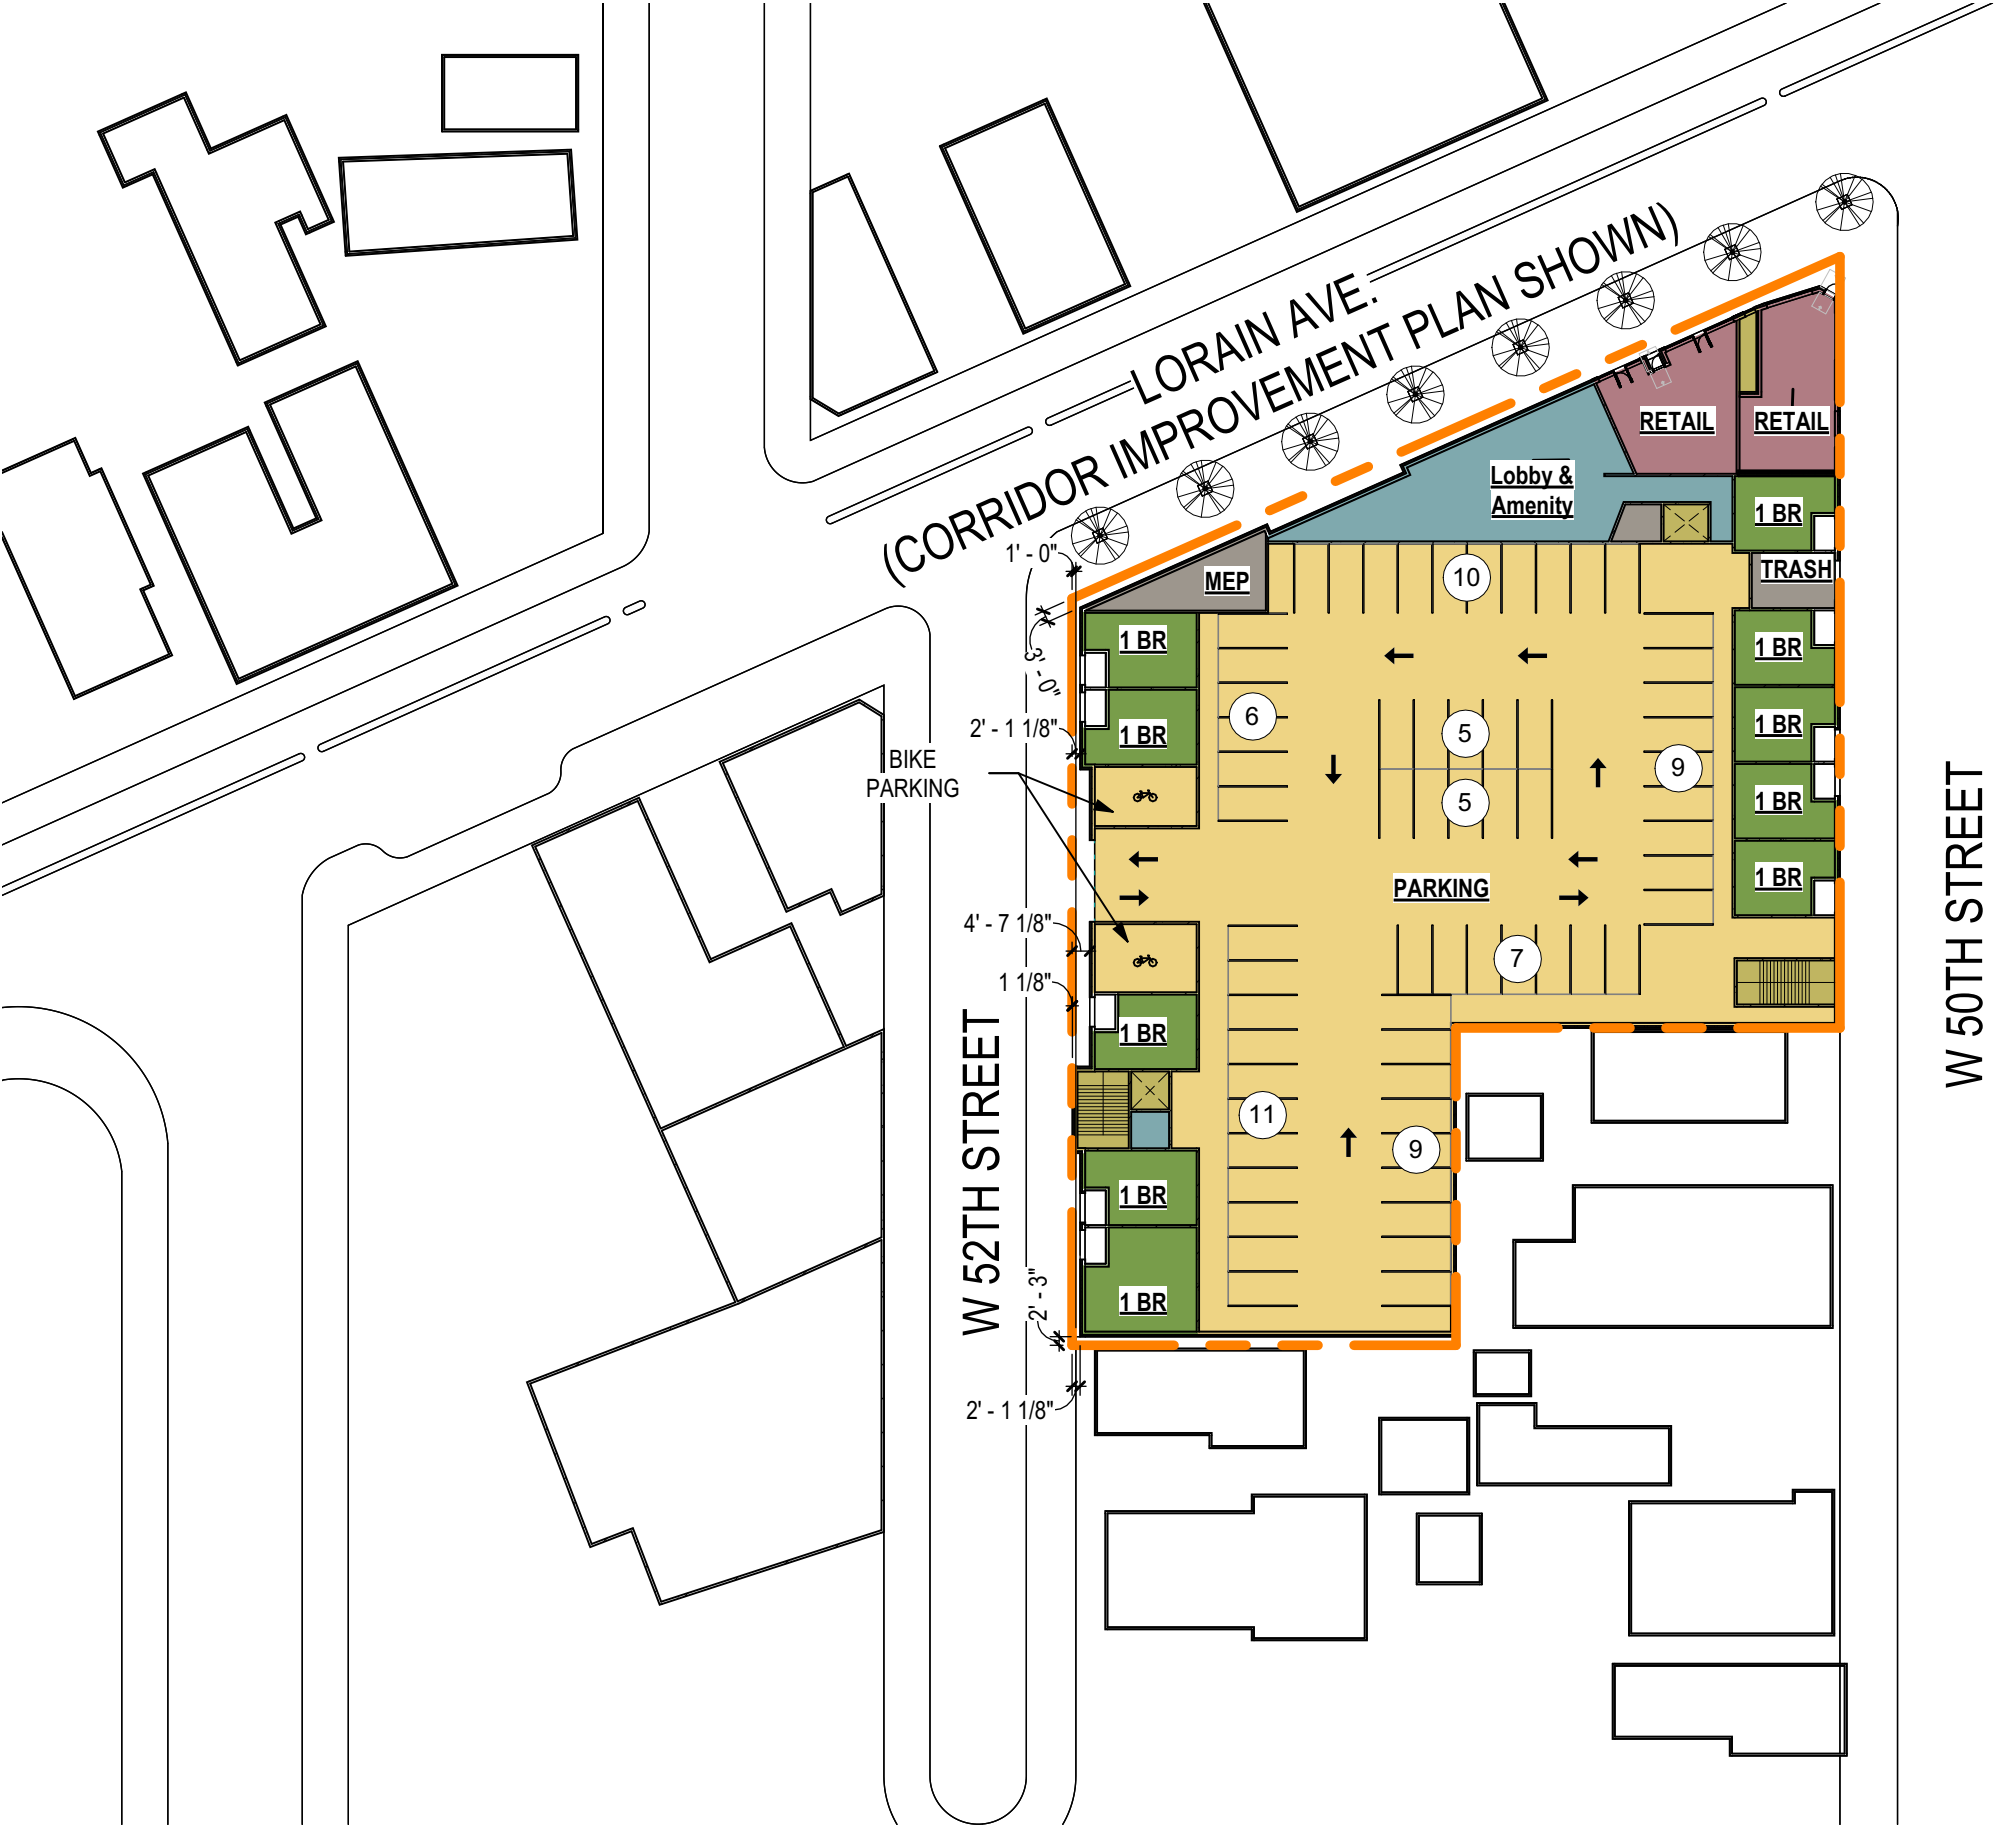 LORAIN AVE.
(CORRIDOR IMPROVEMENT PLAN SHOWN)
RETAIL
RETAIL
Lobby &
Amenity
1 BR
1' - 0"
MEP
10
TRASH
1 BR
1 BR
3' - 0"
6
5
9
1 BR
2' - 1 1/8"
1 BR
BIKE
PARKING
5
1 BR
PARKING
1 BR
4' - 7 1/8"
7
1 1/8"
1 BR
W 52TH STREET
W 50TH STREET
11
9
1 BR
1 BR
2' - 3"
2' - 1 1/8"